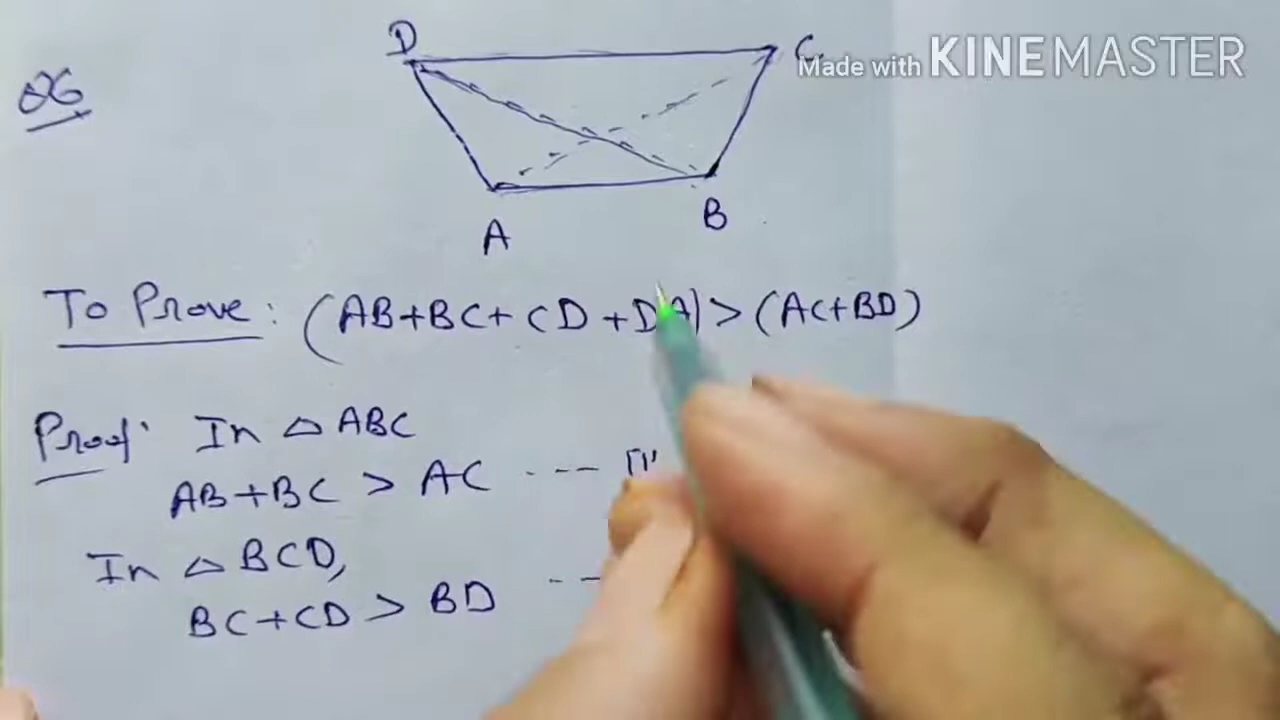 D
C
Made with KINEMASTER
06
A
B
To Prove: (AB+BC+CD+DA)>(AC+BD)
Proof: In △ABC
AB+BC > AC ---
In △BCD,
BC+CD > BD --